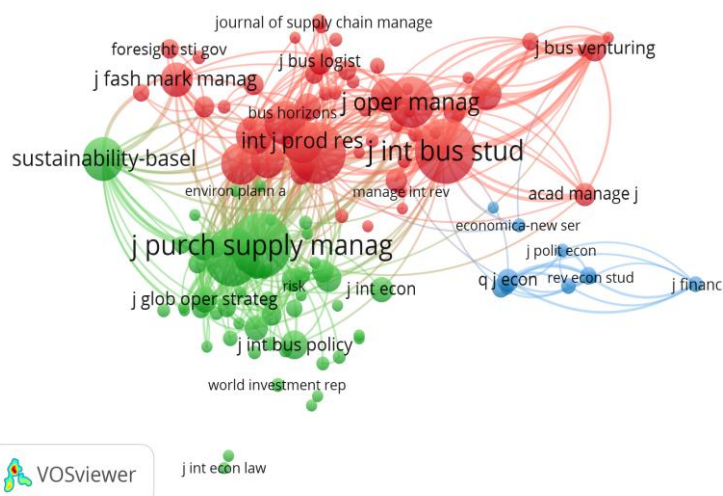 journal of supply chain manage
foresight sti gov
j bus venturing
j bus logist
j fash mark manag
j oper manag
bus horizons
int j prod res
j int bus stud
sustainability-basel
environ plann a
manage int rev
acad manage j
economica-new ser
j purch supply manag
j polit econ
q j econ
rev econ stud
j financ
risk
j int econ
j glob oper strateg
j int bus policy
world investment rep
j int econ law
VOSviewer